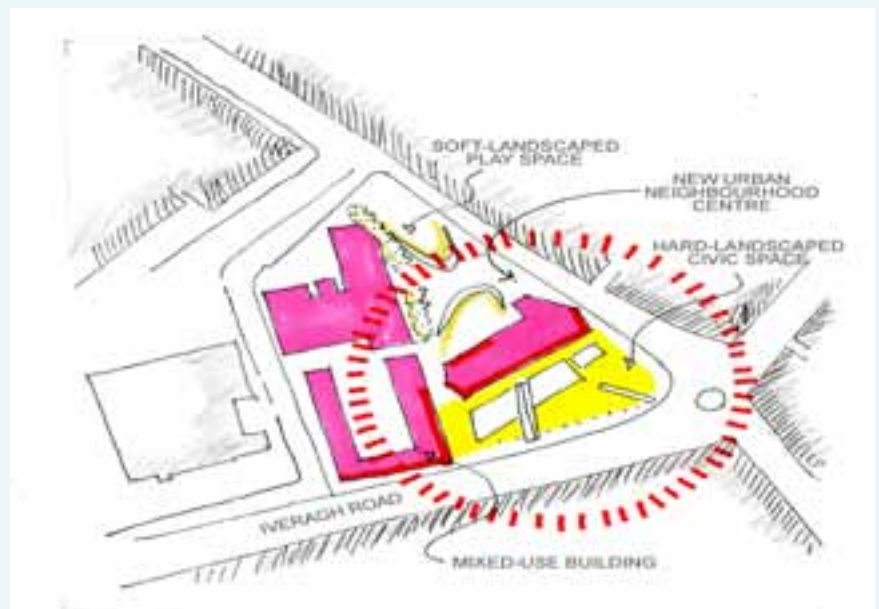 SOFT-LANDSCAPED
PLAY SPACE
NEW URBAN
NEIGHBOURHOOD
CENTRE
HARD-LANDSCAPED
CIVIC SPACE
IVERAGH ROAD
MIXED-USE BUILDING